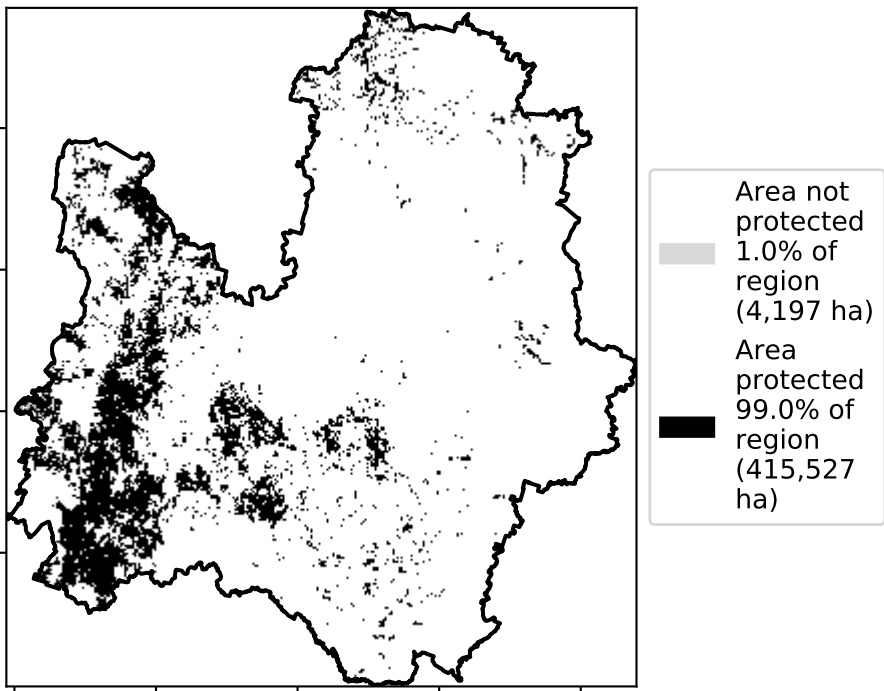 Area not
protected
1.0% of
region
(4,197 ha)
Area
protected
99.0% of
region
(415,527
ha)